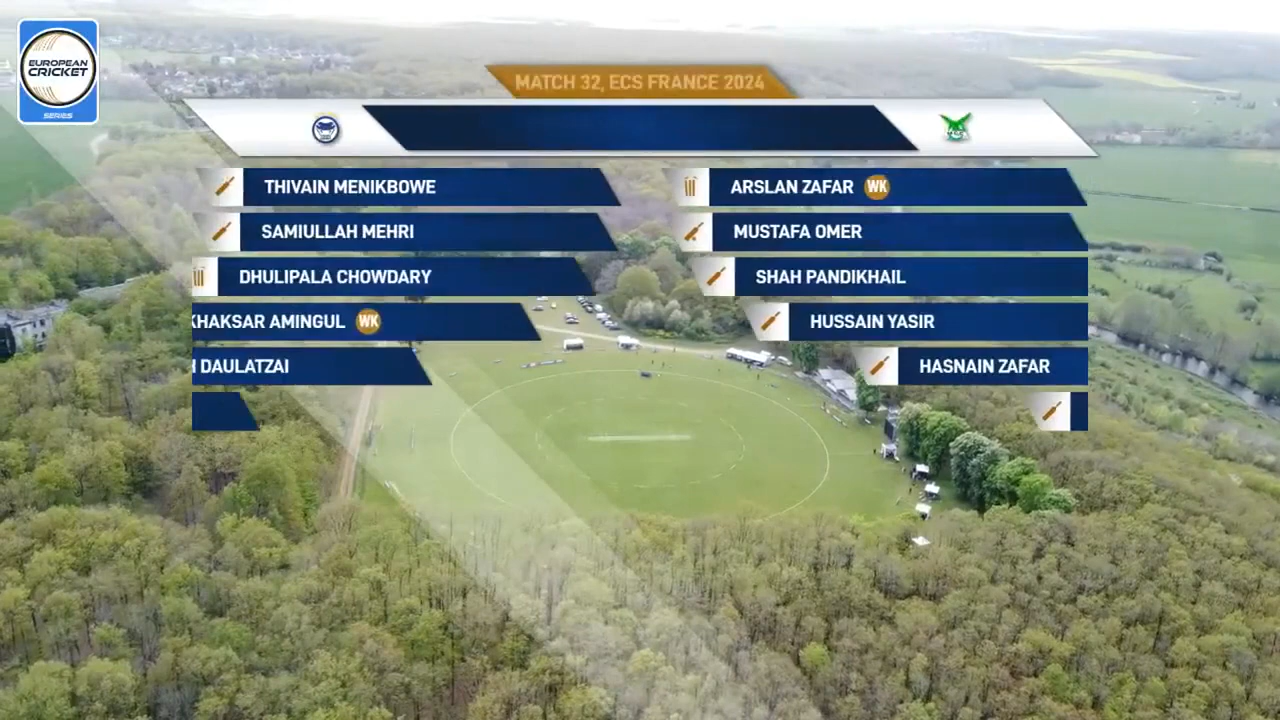 EUROPEAN
CRICKET
SERIES
MATCH 32, ECS FRANCE 2024
THIVAIN MENIKBOWE
SAMIULLAH MEHRI
DHULIPALA CHOWDARY
KHAKSAR AMINGUL WK
DAULATZAI
ARSLAN ZAFAR WK
MUSTAFA OMER
SHAH PANDIKHAIL
HUSSAIN YASIR
HASNAIN ZAFAR